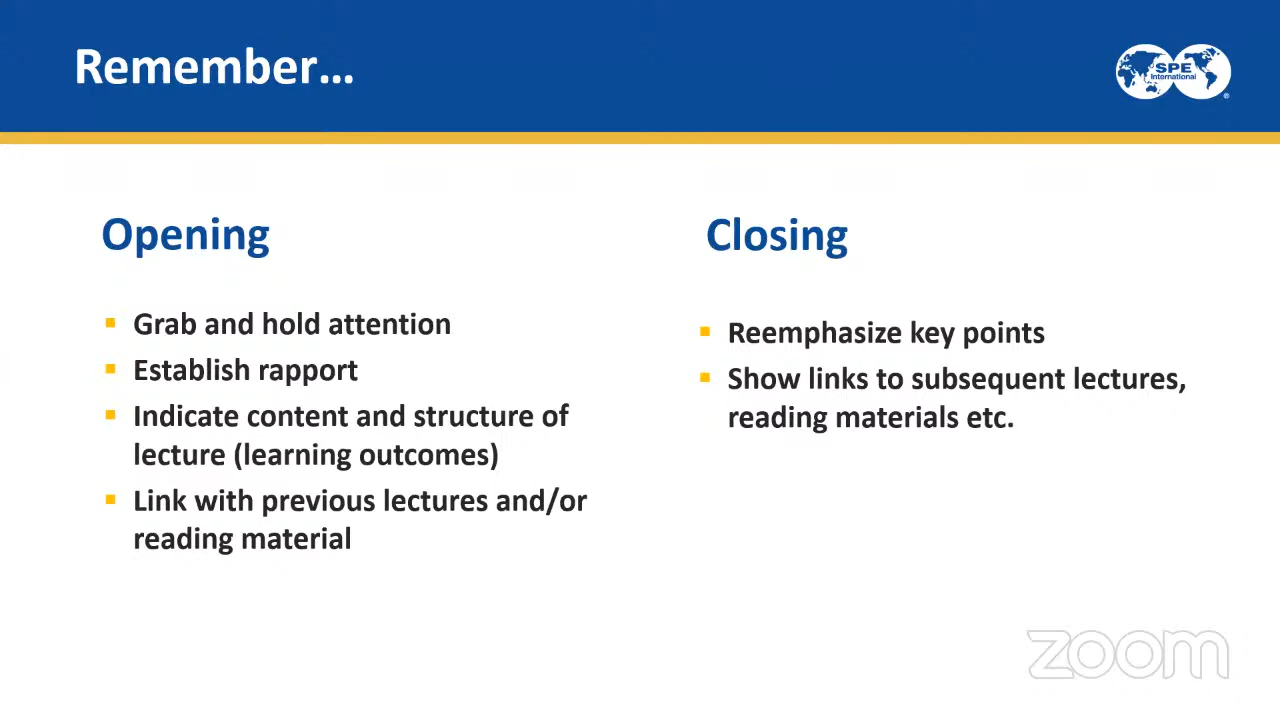 Remember…
SPE
International
®
Opening
Grab and hold attention
Establish rapport
Indicate content and structure of
lecture (learning outcomes)
Link with previous lectures and/or
reading material
Closing
Reemphasize key points
Show links to subsequent lectures,
reading materials etc.
zoom